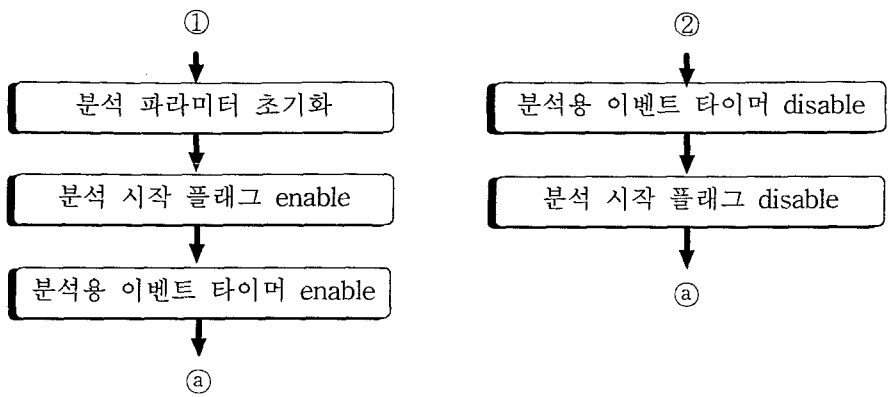 ①
분석 파라미터 초기화
분석 시작 플래그 enable
분석용 이벤트 타이머 enable
ⓐ
②
분석용 이벤트 타이머 disable
분석 시작 플래그 disable
ⓐ